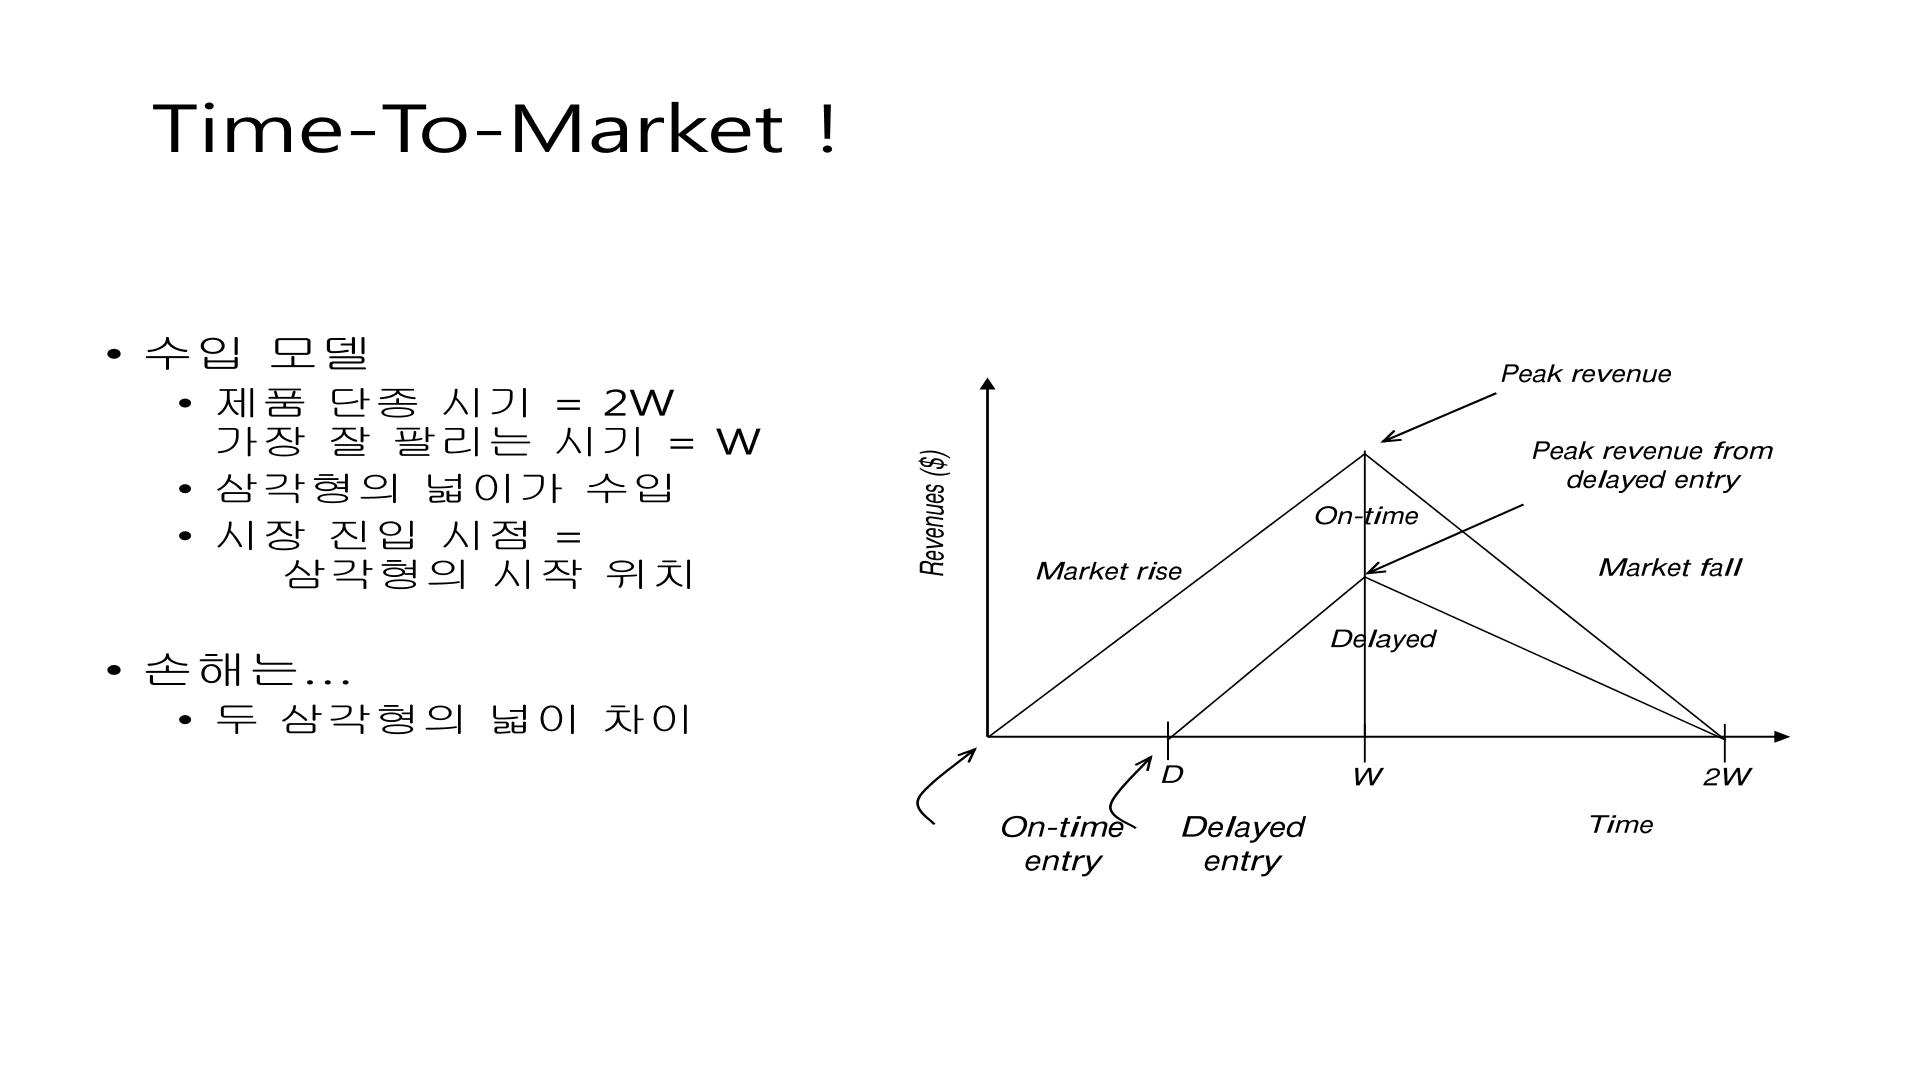 Time-To-Market !
• 수입 모델
• 제품 단종 시기 = 2W
가장 잘 팔리는 시기 = W
• 삼각형의 넓이가 수입
• 시장 진입 시점 =
삼각형의 시작 위치
• 손해는...
• 두 삼각형의 넓이 차이
Revenues ($)
Peak revenue
Peak revenue from
delayed entry
On-time
Market rise
Market fall
Delayed
D
W
2W
On-time
entry
Delayed
entry
Time